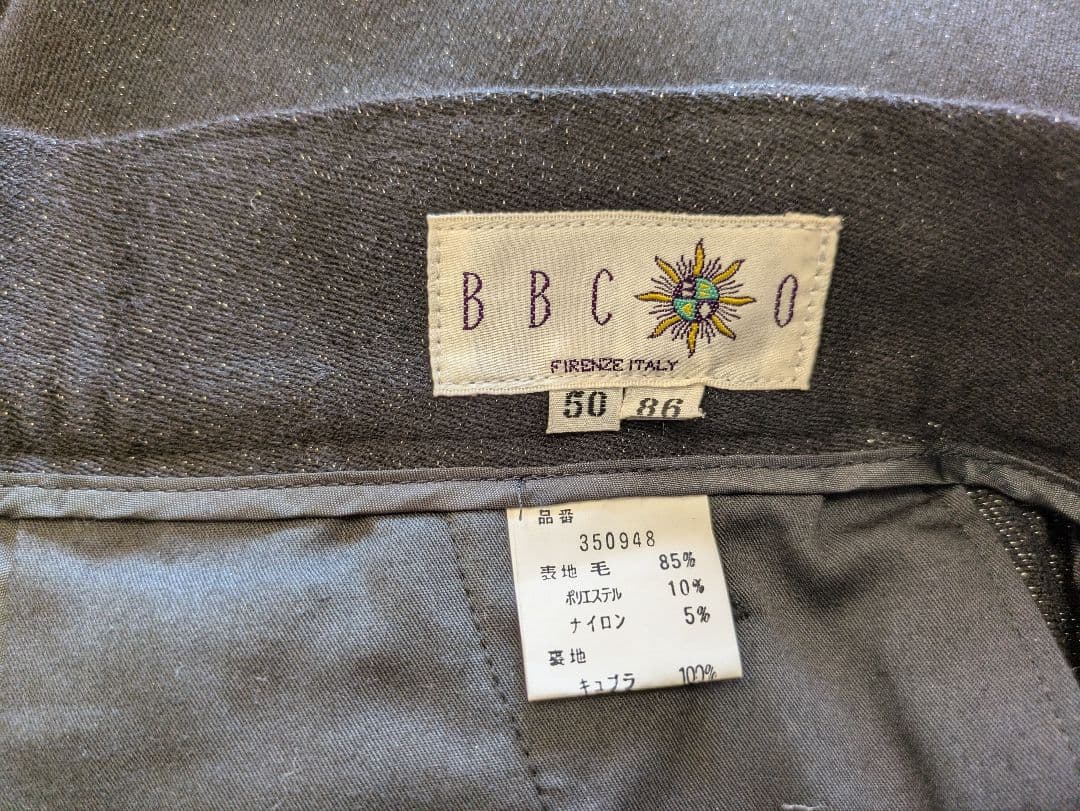 B B C O
FIRENZE ITALY
50 86
品番
350948
表地 毛 85%
ポリエステル 10%
ナイロン 5%
裏地
キュプラ 100%